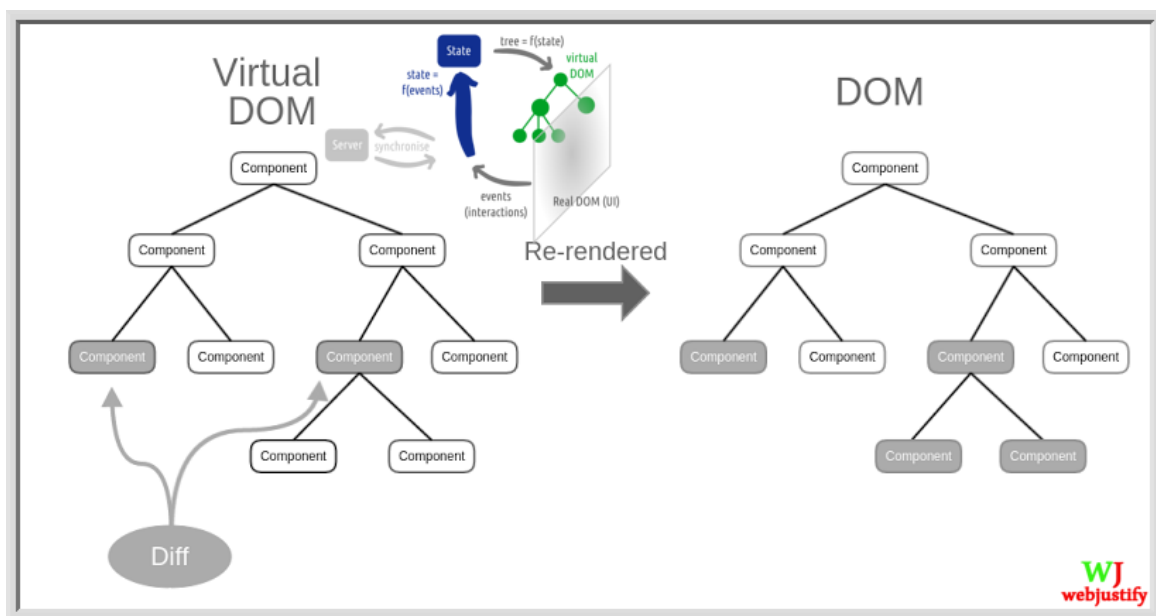 Virtual
DOM
State
tree = f(state)
virtual
DOM
state =
f(events)
Server
synchronise
events
(interactions)
Real DOM (UI)
DOM
Component
Component
Component
Component
Component
Component
Component
Component
Component
Diff
Re-rendered
Component
Component
Component
Component
Component
Component
Component
Component
Component
WJ
webjustify